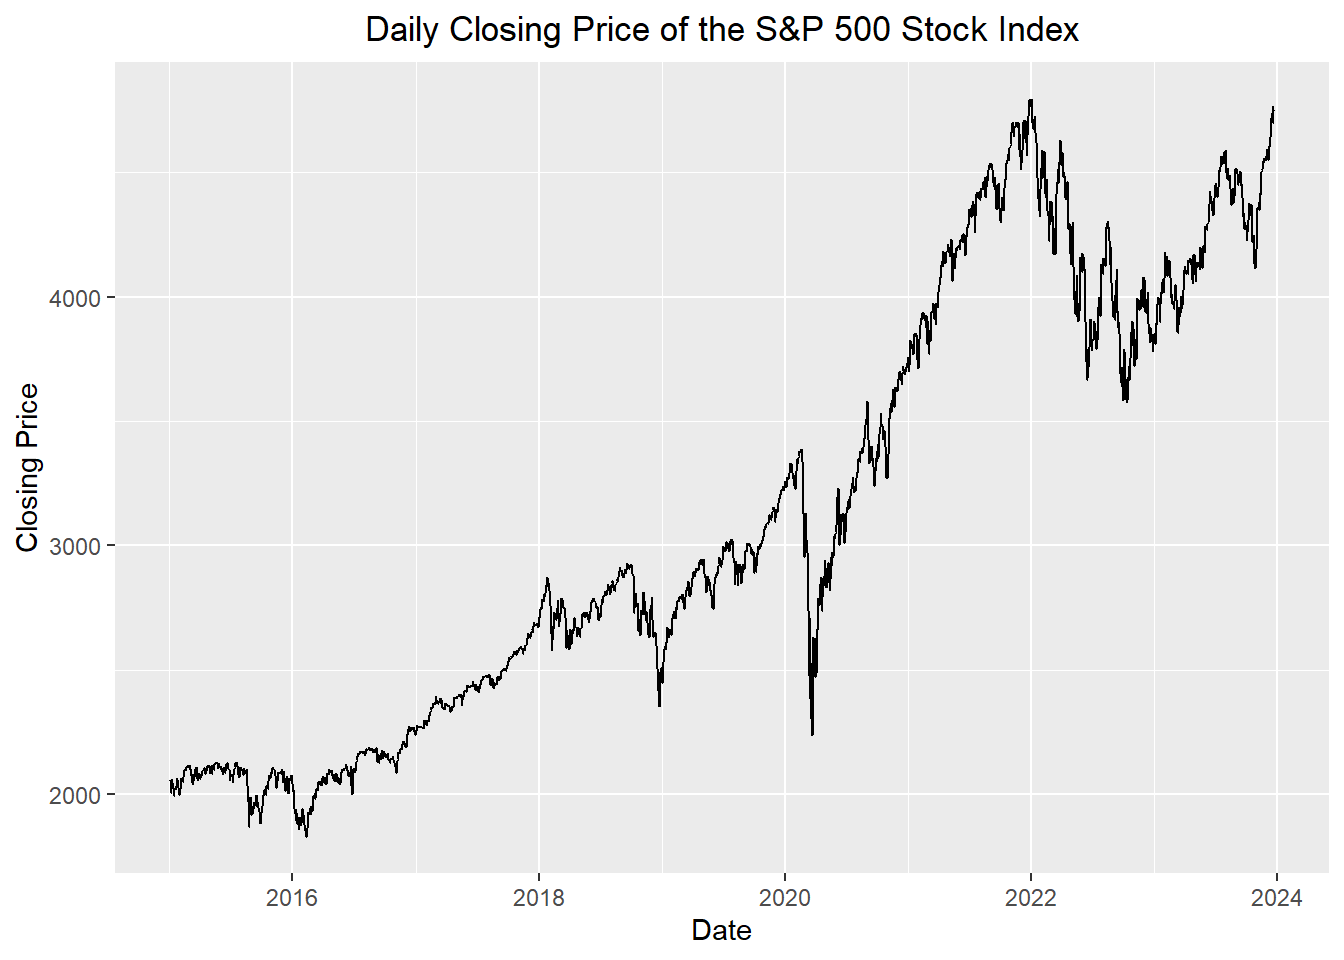 Daily Closing Price of the S&P 500 Stock Index
Closing Price
4000
3000
2000
2016 2018 2020 2022 2024
Date